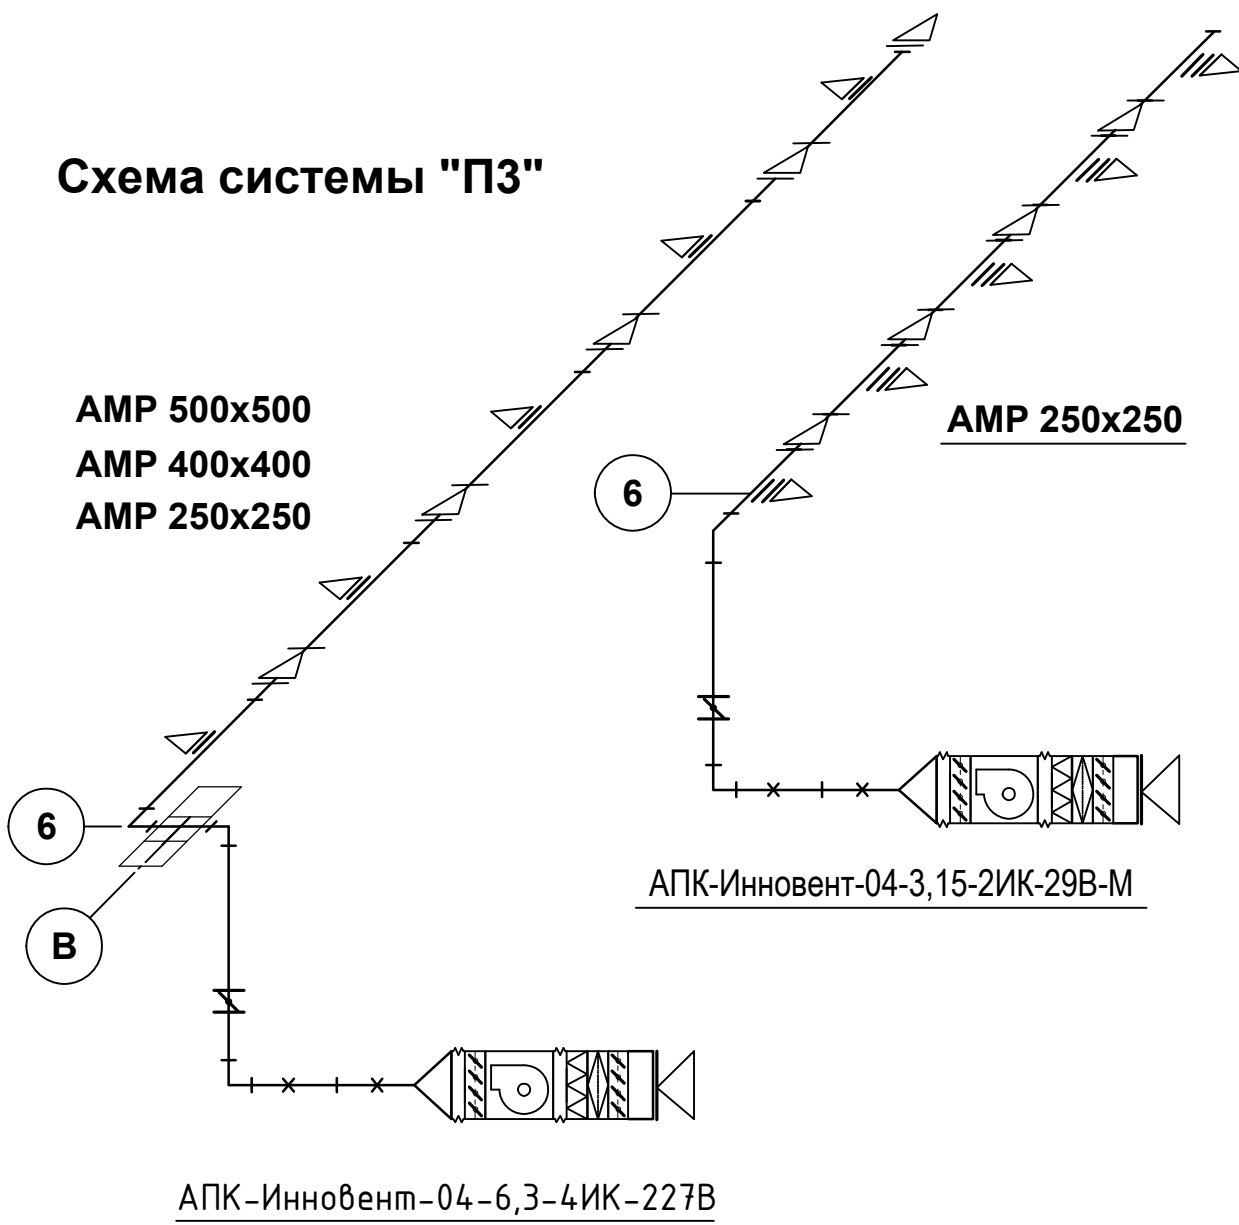 Схема системы "П3"
АМР 500х500
АМР 400х400
АМР 250х250
АМР 250х250
6
6
В
АПК-Инновент-04-3,15-2ИК-29В-М
АПК-Инновент-04-6,3-4ИК-227В